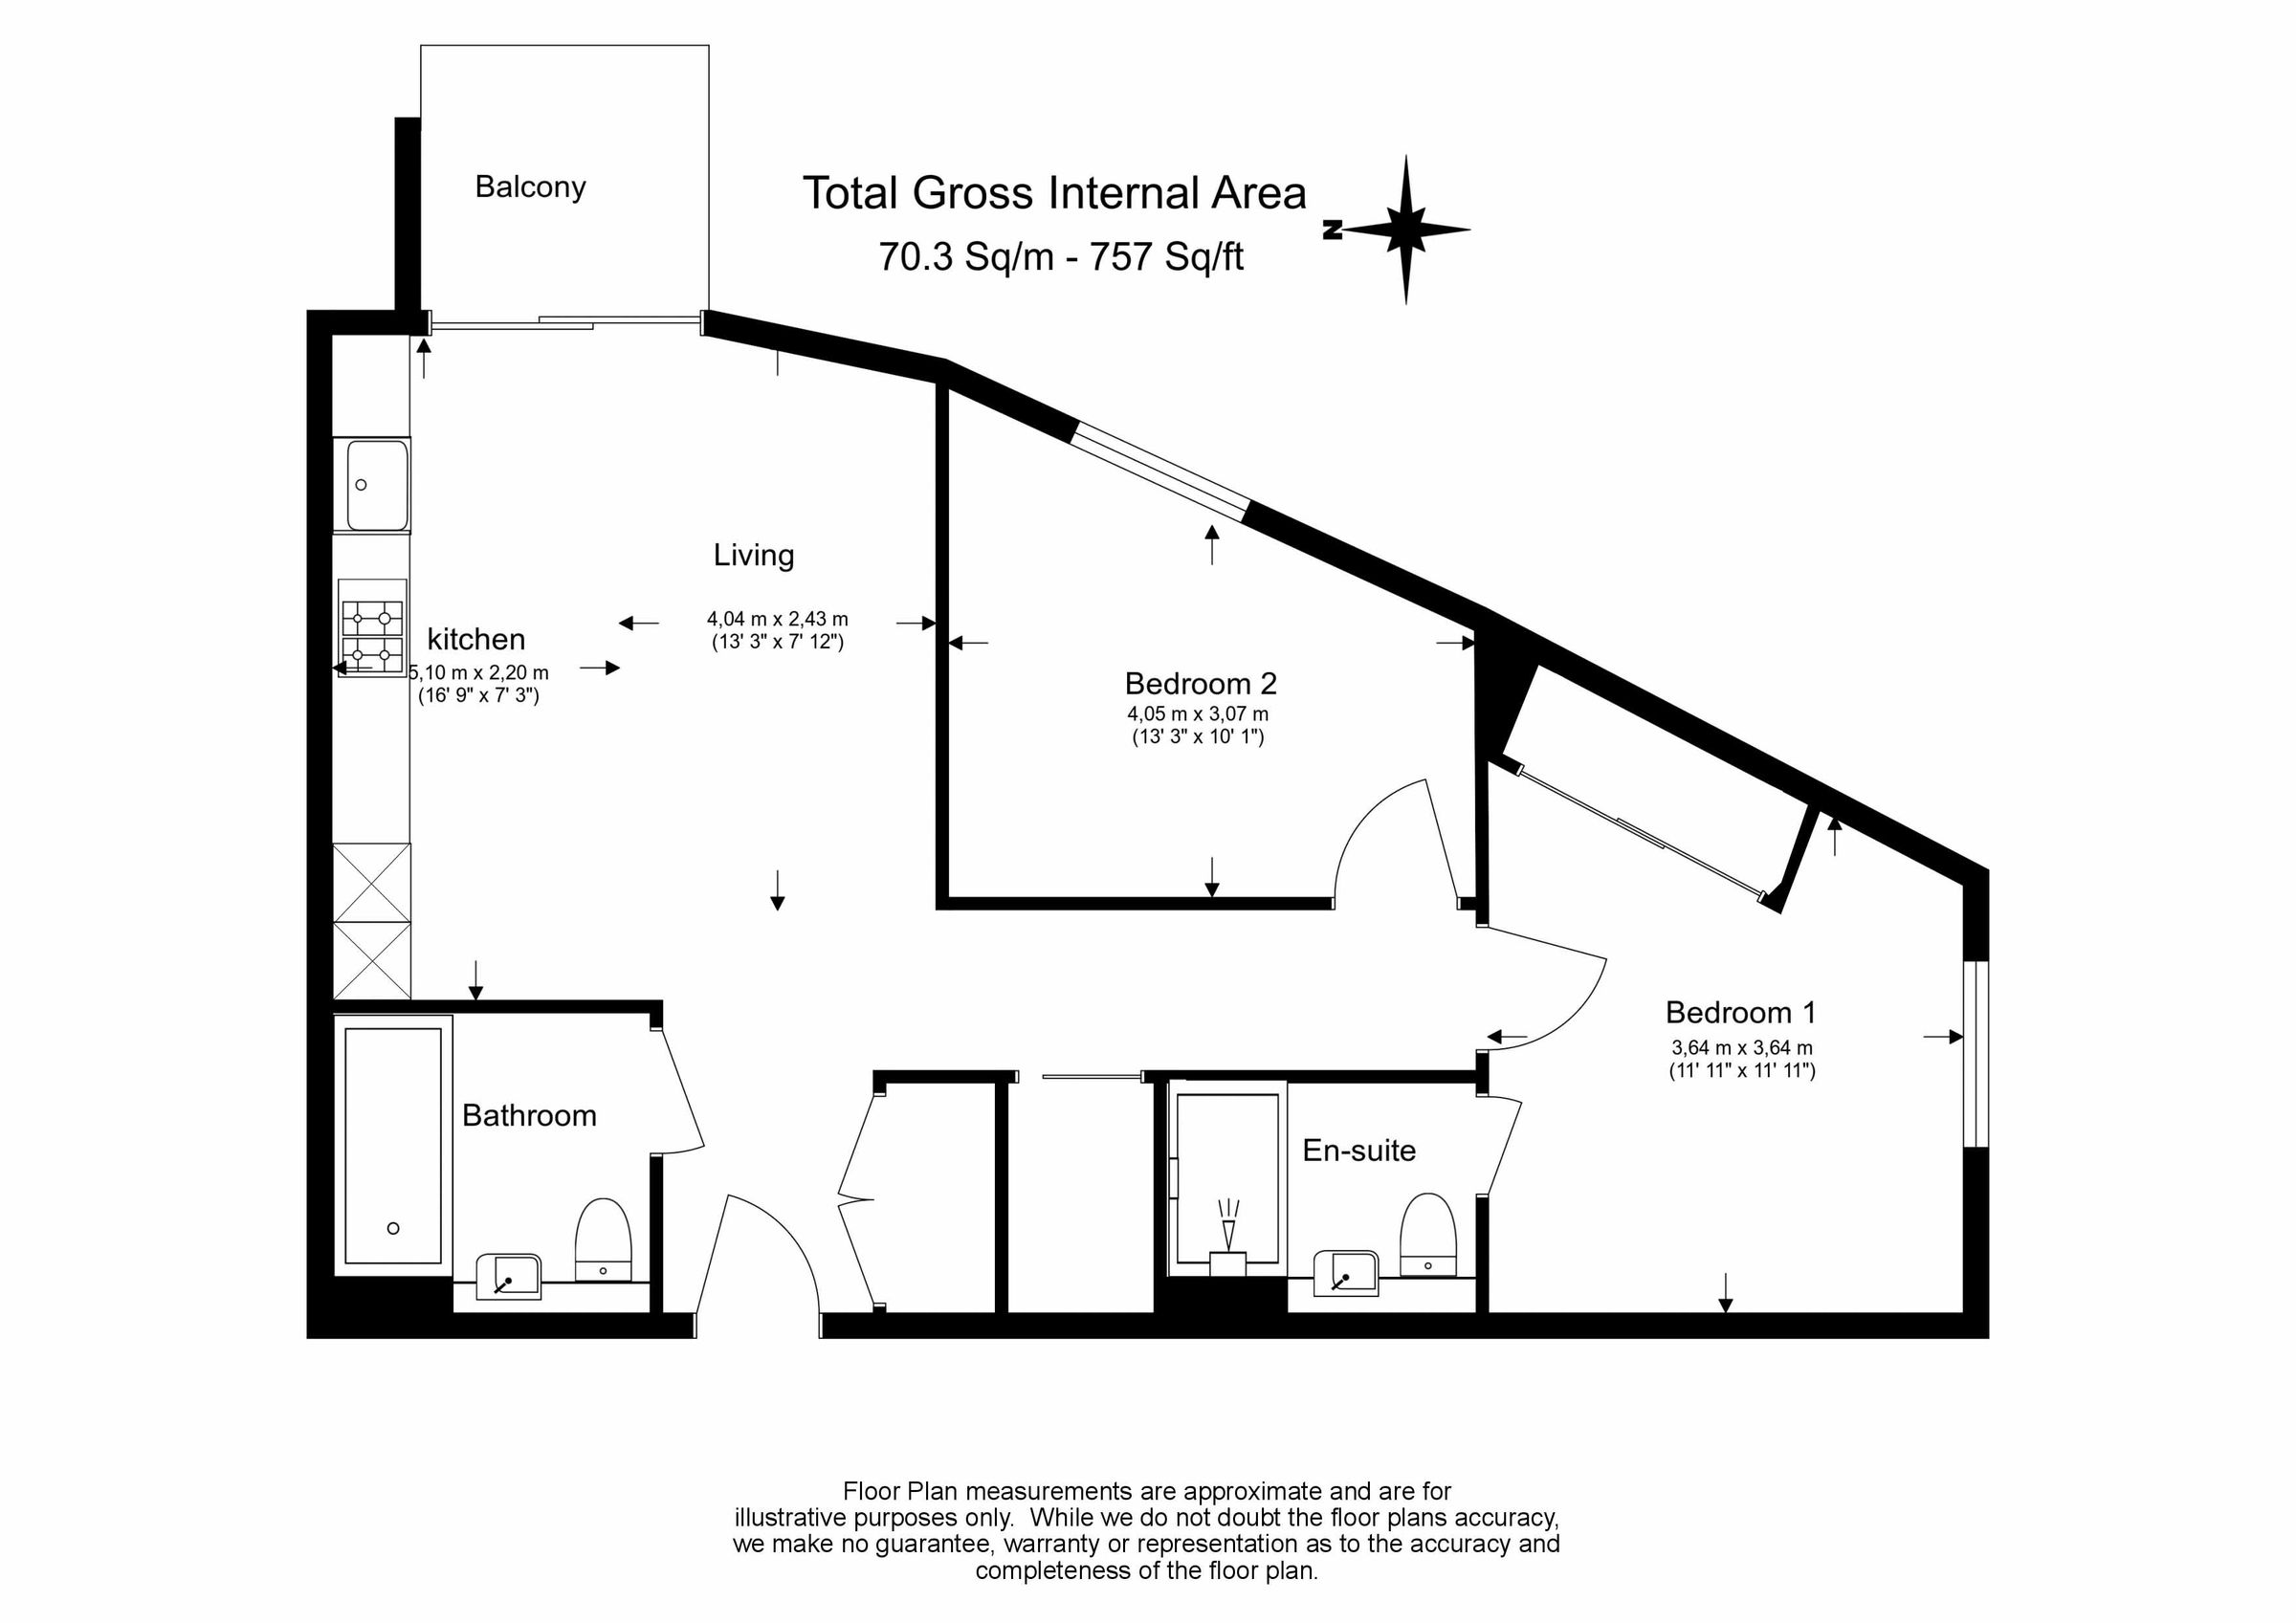 Balcony
Total Gross Internal Area
70.3 Sq/m - 757 Sq/ft
N
Living
4,04 m x 2,43 m
(13' 3" x 7' 12")
kitchen
5,10 m x 2,20 m
(16' 9" x 7' 3")
Bedroom 2
4,05 m x 3,07 m
(13' 3" x 10' 1")
Bedroom 1
3,64 m x 3,64 m
(11' 11" x 11' 11")
Bathroom
En-suite
Floor Plan measurements are approximate and are for
illustrative purposes only.  While we do not doubt the floor plans accuracy,
we make no guarantee, warranty or representation as to the accuracy and
completeness of the floor plan.